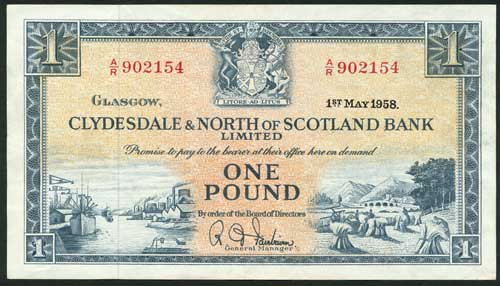 1 1
A/R 902154 A/R 902154
LITORE AD LITUS
GLASGOW, 1ST MAY 1958.
CLYDESDALE & NORTH OF SCOTLAND BANK
LIMITED
Promise to pay to the bearer at their office here on demand
ONE
POUND
By order of the Board of Directors
R. D. Fairbairn
General Manager
1 1